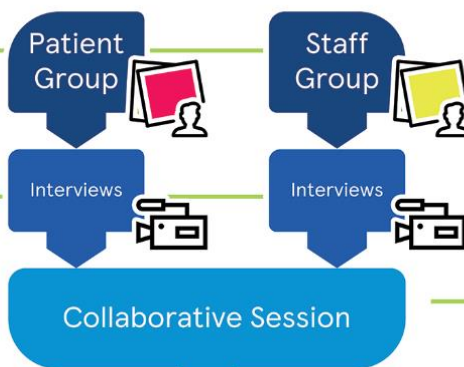 Patient
Group
Staff
Group
Interviews
Interviews
Collaborative Session